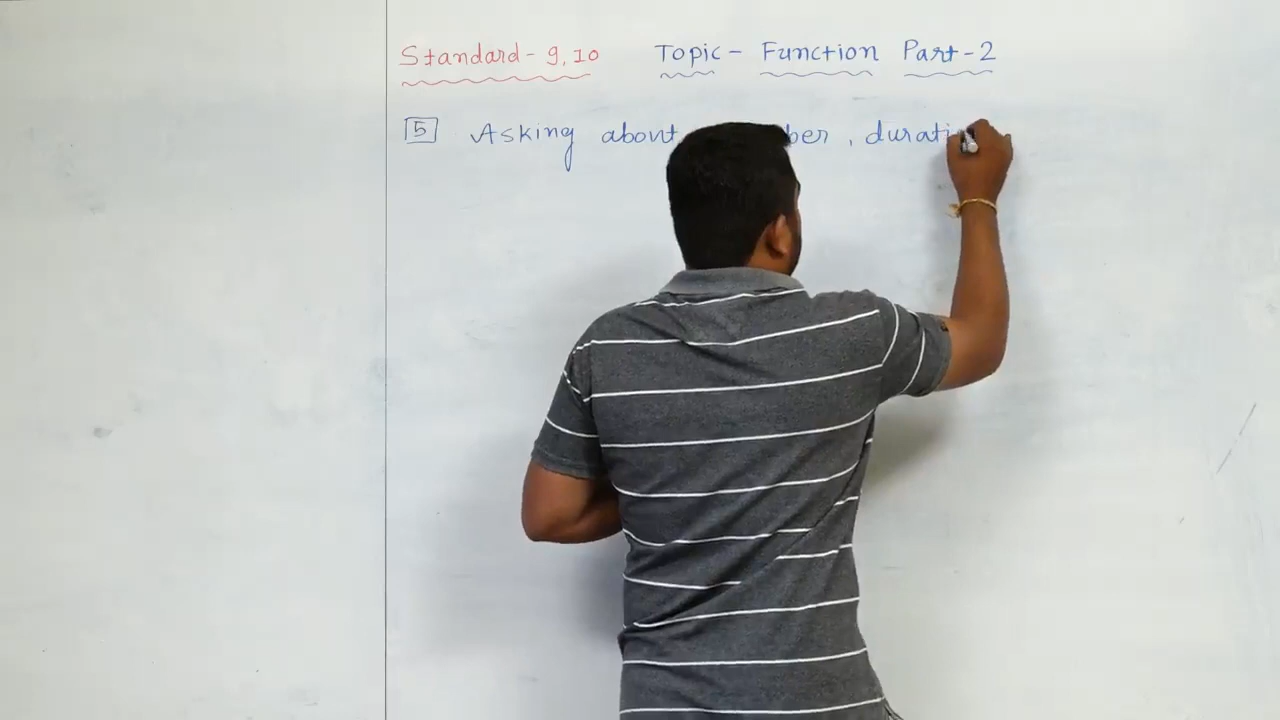 Standard - 9, 10 Topic - Function Part - 2
5 Asking about ber, durati